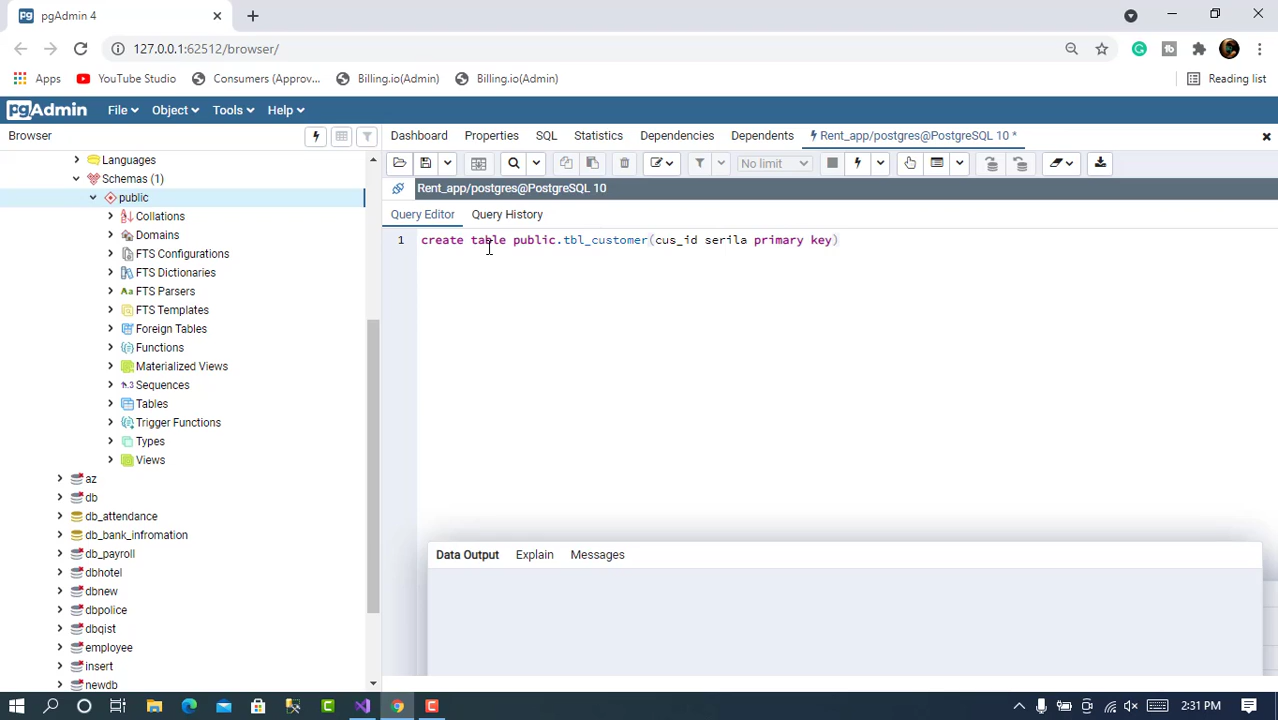 pgAdmin 4
127.0.0.1:62512/browser/
Apps YouTube Studio Consumers (Approv... Billing.io(Admin) Billing.io(Admin) Reading list
pgAdmin File Object Tools Help
Browser
Dashboard Properties SQL Statistics Dependencies Dependents Rent_app/postgres@PostgreSQL 10 *
No limit
Rent_app/postgres@PostgreSQL 10
Query Editor Query History
1 create table public.tbl_customer(cus_id serila primary key)
Languages
Schemas (1)
public
Collations
Domains
FTS Configurations
FTS Dictionaries
FTS Parsers
FTS Templates
Foreign Tables
Functions
Materialized Views
Sequences
Tables
Trigger Functions
Types
Views
az
db
db_attendance
db_bank_infromation
db_payroll
dbhotel
dbnew
dbpolice
dbqist
employee
insert
newdb
Data Output Explain Messages
2:31 PM